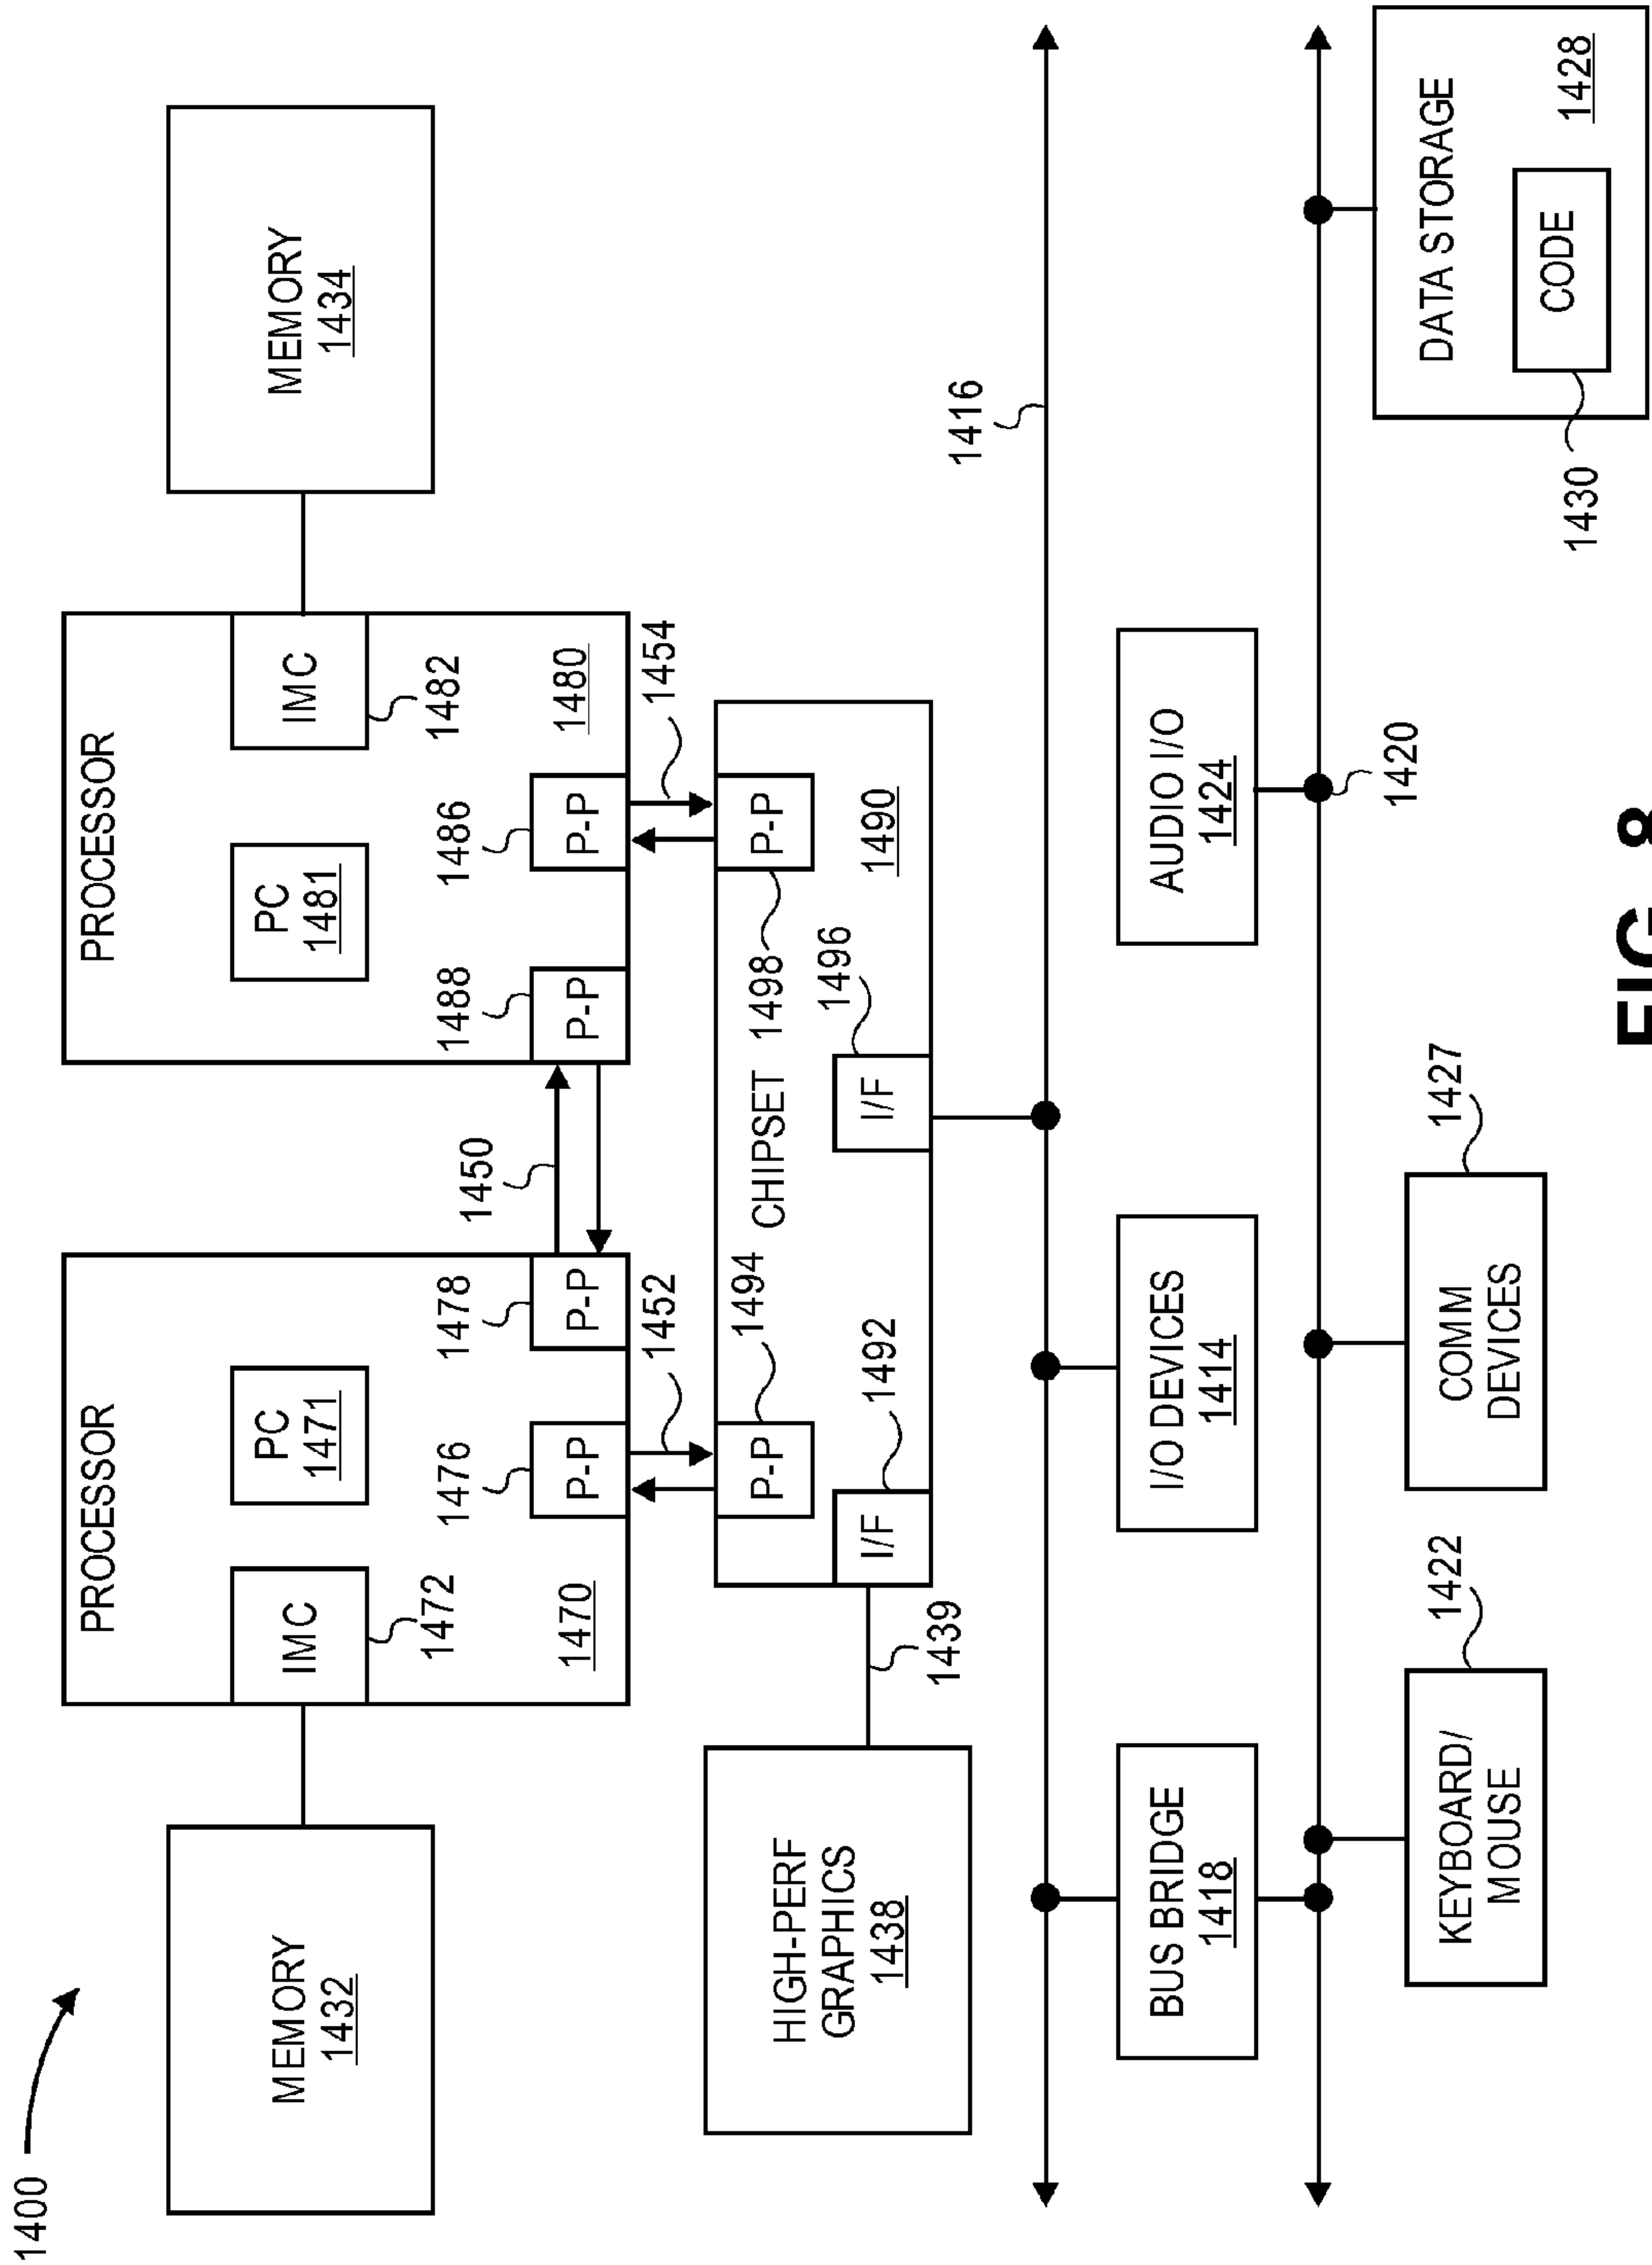 1400
PROCESSOR
PROCESSOR
MEMORY
1432
IMC
1472
PC
1471
PC
1481
IMC
1482
MEMORY
1434
1470
1476
P-P
1478
P-P
1450
1488
P-P
1486
P-P
1480
1452
1454
HIGH-PERF
GRAPHICS
1438
1439
P-P
1494
CHIPSET
1498
P-P
I/F
1492
I/F
1496
1490
1416
BUS BRIDGE
1418
I/O DEVICES
1414
AUDIO I/O
1424
1420
KEYBOARD/
MOUSE
1422
COMM
DEVICES
1427
DATA STORAGE
CODE
1428
1430
FIG. 8